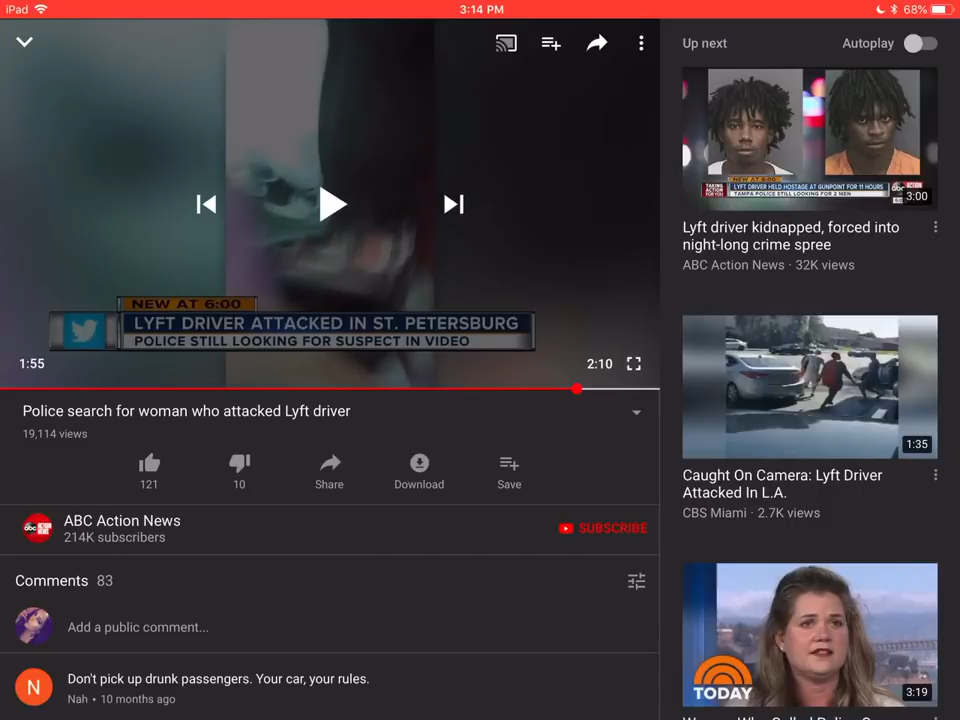 iPad
3:14 PM
68%
NEW AT 6:00
LYFT DRIVER ATTACKED IN ST. PETERSBURG
POLICE STILL LOOKING FOR SUSPECT IN VIDEO
1:55
2:10
Police search for woman who attacked Lyft driver
19,114 views
121
10
Share
Download
Save
ABC Action News
214K subscribers
SUBSCRIBE
Comments 83
Add a public comment...
N
Don't pick up drunk passengers. Your car, your rules.
Nah • 10 months ago
Up next
Autoplay
NEW AT 6:00
TAKING ACTION FOR YOU
LYFT DRIVER HELD HOSTAGE AT GUNPOINT FOR 11 HOURS
TAMPA POLICE STILL LOOKING FOR 2 MEN
3:00
Lyft driver kidnapped, forced into
night-long crime spree
ABC Action News · 32K views
1:35
Caught On Camera: Lyft Driver
Attacked In L.A.
CBS Miami · 2.7K views
TODAY
3:19